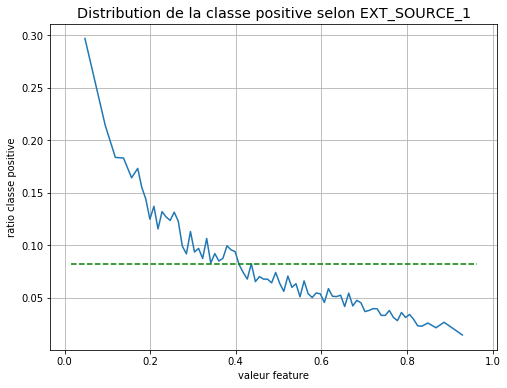 Distribution de la classe positive selon EXT_SOURCE_1
ratio classe positive
0.30
0.25
0.20
0.15
0.10
0.05
0.0 0.2 0.4 0.6 0.8 1.0
valeur feature